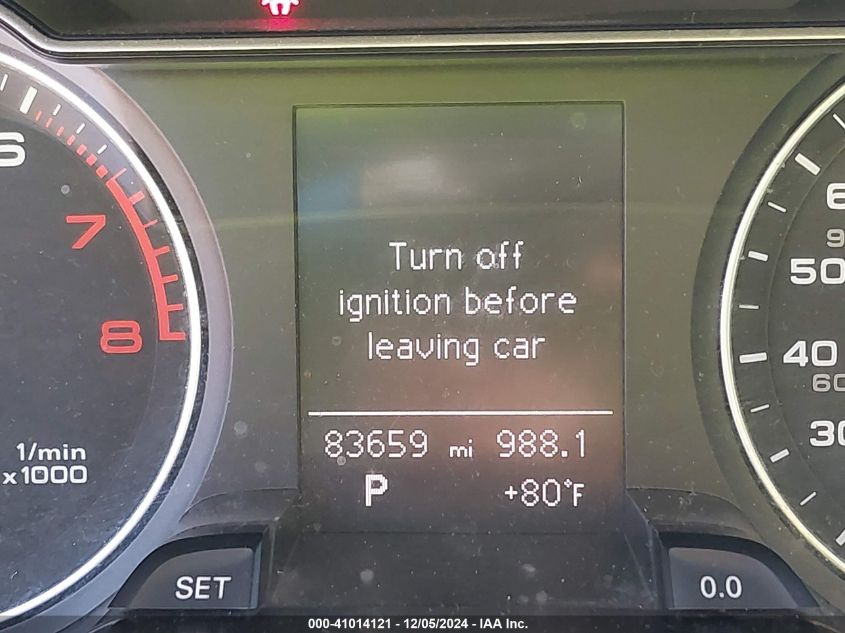 6
7
8
1/min
x1000
Turn off
ignition before
leaving car
83659 mi 988.1
P +80°F
50
40
60
30
SET
0.0
000-41014121 - 12/05/2024 - IAA Inc.